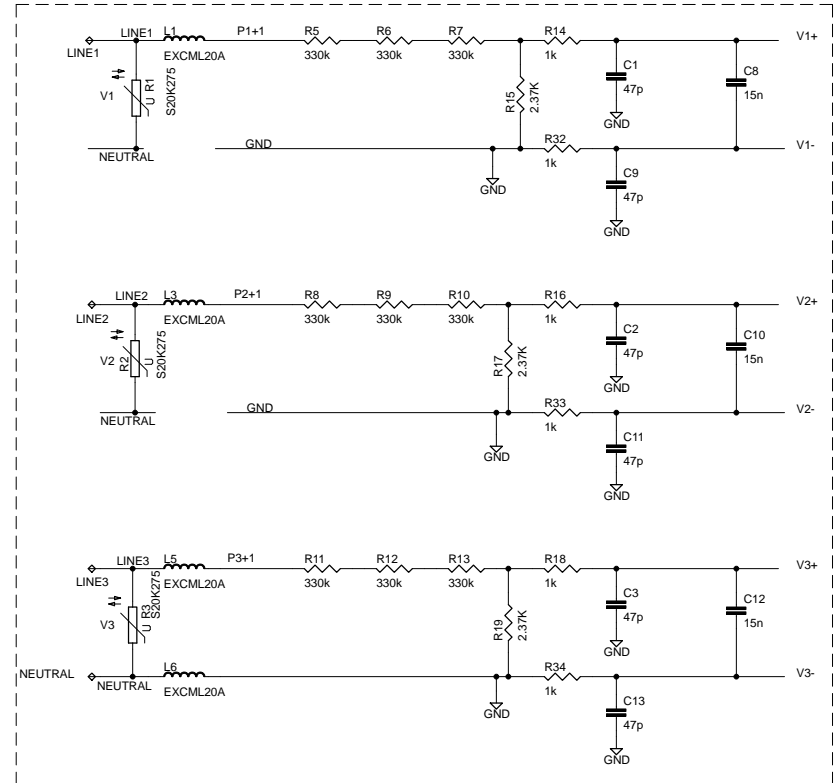 LINE1 L1 P1+1 R5 R6 R7 R14 V1+
LINE1 EXCML20A 330k 330k 330k 1k
C1 C8
V1 U R1 S20K275 R15 2.37K 47p 15n
GND
NEUTRAL GND R32 V1-
GND 1k C9
47p
GND
LINE2 L3 P2+1 R8 R9 R10 R16 V2+
LINE2 EXCML20A 330k 330k 330k 1k
C2 C10
V2 R2 U S20K275 R17 2.37K 47p 15n
GND
NEUTRAL GND R33 V2-
GND 1k C11
47p
GND
LINE3 L5 P3+1 R11 R12 R13 R18 V3+
LINE3 EXCML20A 330k 330k 330k 1k
C3 C12
V3 U R3 S20K275 R19 2.37K 47p 15n
GND
NEUTRAL NEUTRAL L6 R34 V3-
EXCML20A GND 1k C13
47p
GND